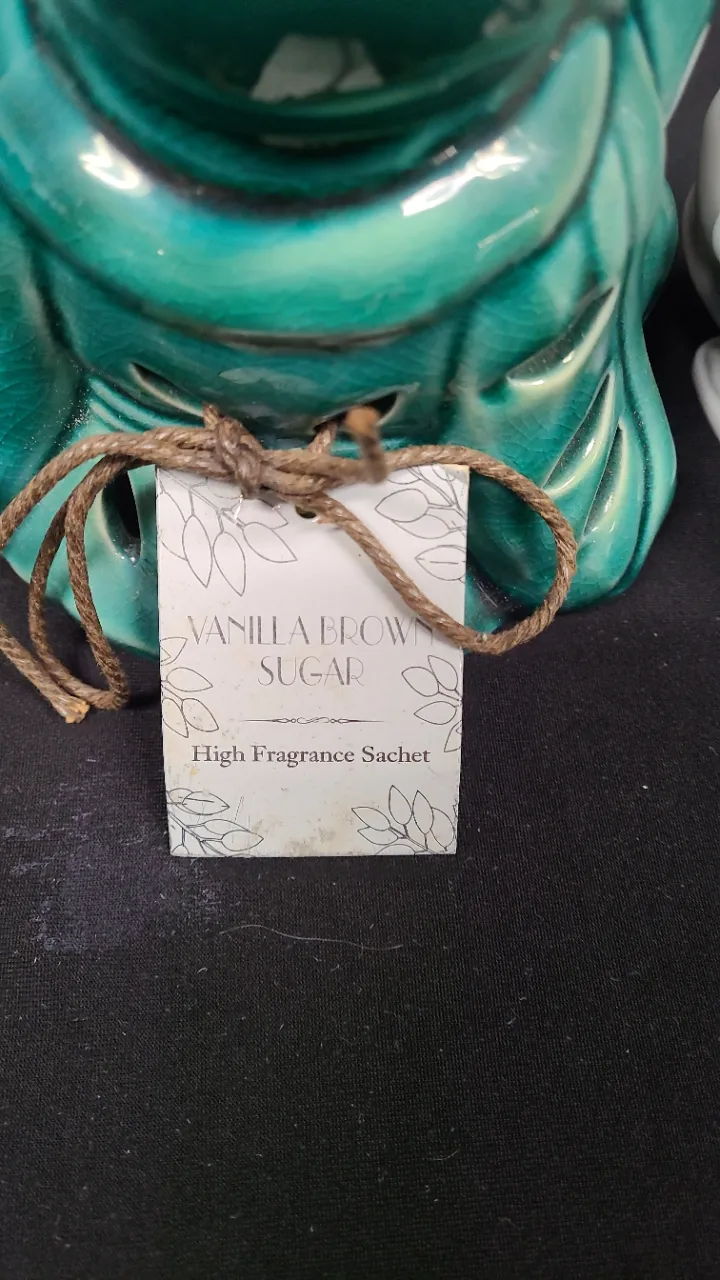 VANILLA BROWN
SUGAR
High Fragrance Sachet